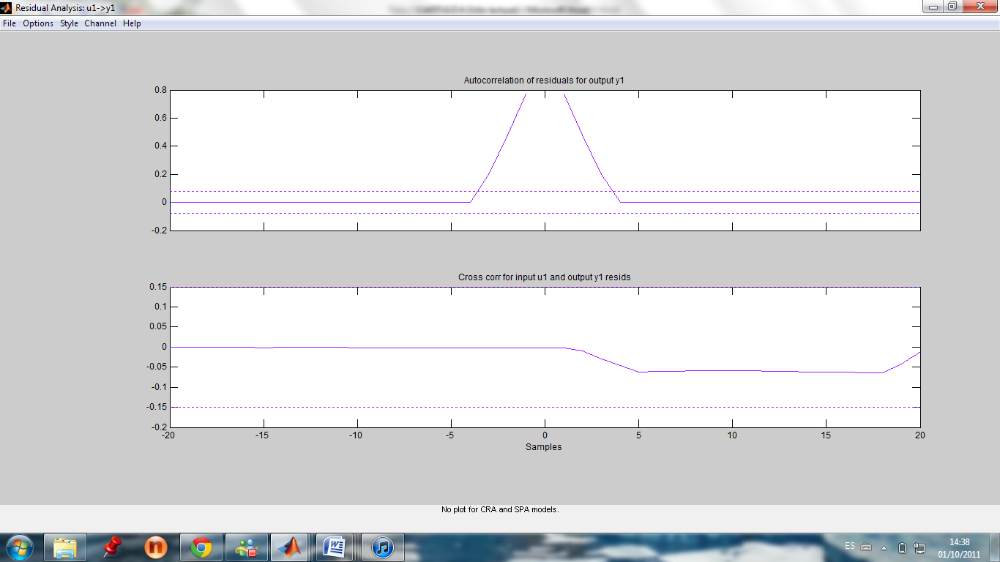 Residual Analysis: u1->y1
File Options Style Channel Help
Autocorrelation of residuals for output y1
0.8
0.6
0.4
0.2
0
-0.2
Cross corr for input u1 and output y1 resids
0.15
0.1
0.05
0
-0.05
-0.1
-0.15
-0.2
-20 -15 -10 -5 0 5 10 15 20
Samples
No plot for CRA and SPA models.
ES
14:38
01/10/2011